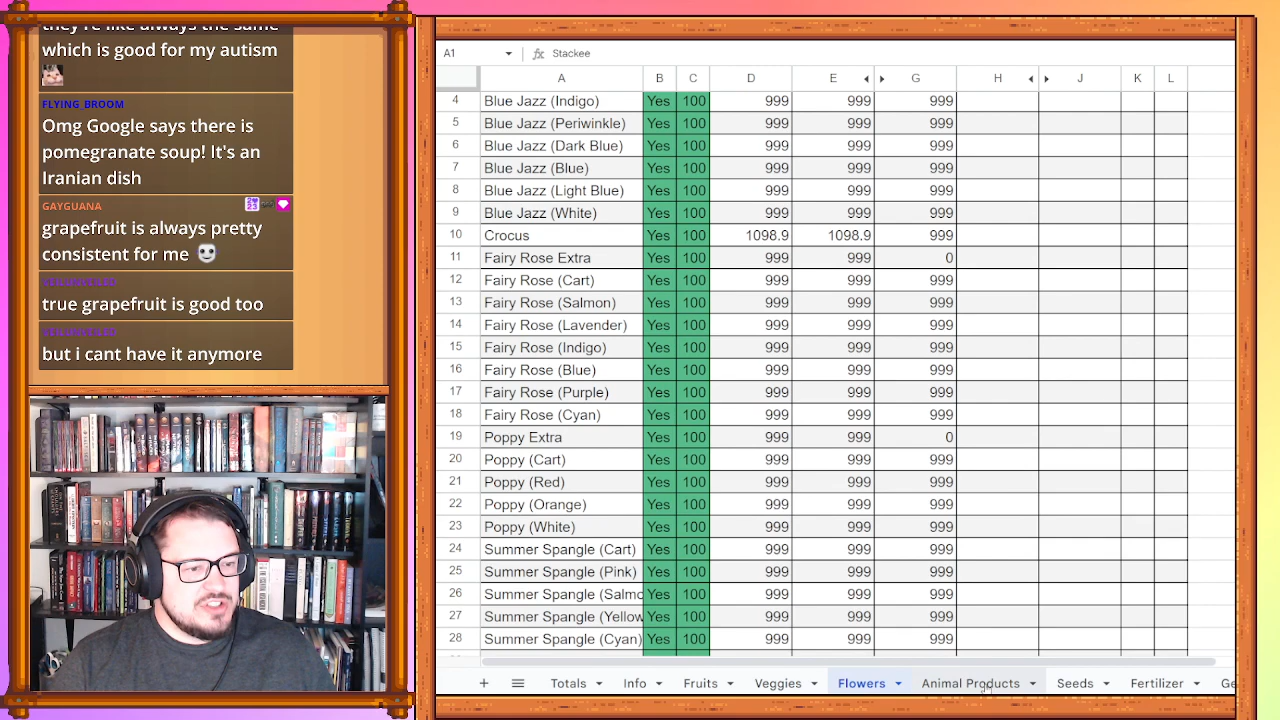 they're like always the same
which is good for my autism
FLYING_BROOM
Omg Google says there is
pomegranate soup! It's an
Iranian dish
GAYGUANA
grapefruit is always pretty
consistent for me
true grapefruit is good too
but i cant have it anymore
A1 fx Stackee
A B C D E G H J K L
4 Blue Jazz (Indigo) Yes 100 999 999 999
5 Blue Jazz (Periwinkle) Yes 100 999 999 999
6 Blue Jazz (Dark Blue) Yes 100 999 999 999
7 Blue Jazz (Blue) Yes 100 999 999 999
8 Blue Jazz (Light Blue) Yes 100 999 999 999
9 Blue Jazz (White) Yes 100 999 999 999
10 Crocus Yes 100 1098.9 1098.9 999
11 Fairy Rose Extra Yes 100 999 999 0
12 Fairy Rose (Cart) Yes 100 999 999 999
13 Fairy Rose (Salmon) Yes 100 999 999 999
14 Fairy Rose (Lavender) Yes 100 999 999 999
15 Fairy Rose (Indigo) Yes 100 999 999 999
16 Fairy Rose (Blue) Yes 100 999 999 999
17 Fairy Rose (Purple) Yes 100 999 999 999
18 Fairy Rose (Cyan) Yes 100 999 999 999
19 Poppy Extra Yes 100 999 999 0
20 Poppy (Cart) Yes 100 999 999 999
21 Poppy (Red) Yes 100 999 999 999
22 Poppy (Orange) Yes 100 999 999 999
23 Poppy (White) Yes 100 999 999 999
24 Summer Spangle (Cart) Yes 100 999 999 999
25 Summer Spangle (Pink) Yes 100 999 999 999
26 Summer Spangle (Salmo Yes 100 999 999 999
27 Summer Spangle (Yellow Yes 100 999 999 999
28 Summer Spangle (Cyan) Yes 100 999 999 999
+ Totals Info Fruits Veggies Flowers Animal Products Seeds Fertilizer Ge